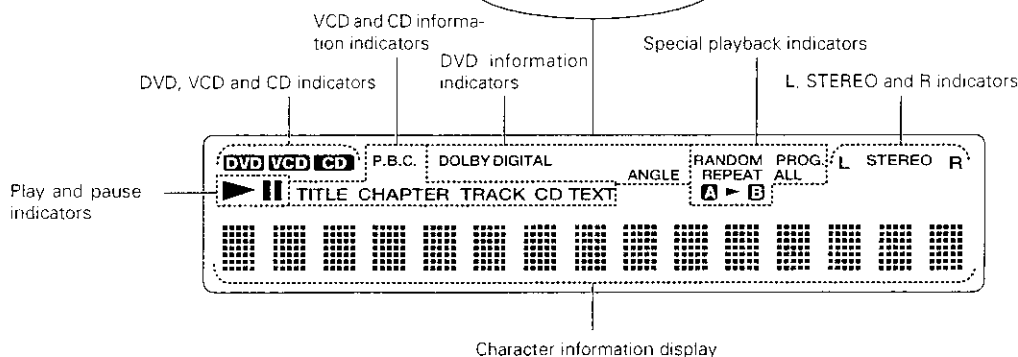 VCD and CD informa-
tion indicators
DVD information
indicators
Special playback indicators
DVD, VCD and CD indicators
L, STEREO and R indicators
DVD VCD CD P.B.C. DOLBY DIGITAL RANDOM PROG. L STEREO R
ANGLE REPEAT ALL
Play and pause
indicators
TITLE CHAPTER TRACK CD TEXT A B
Character information display